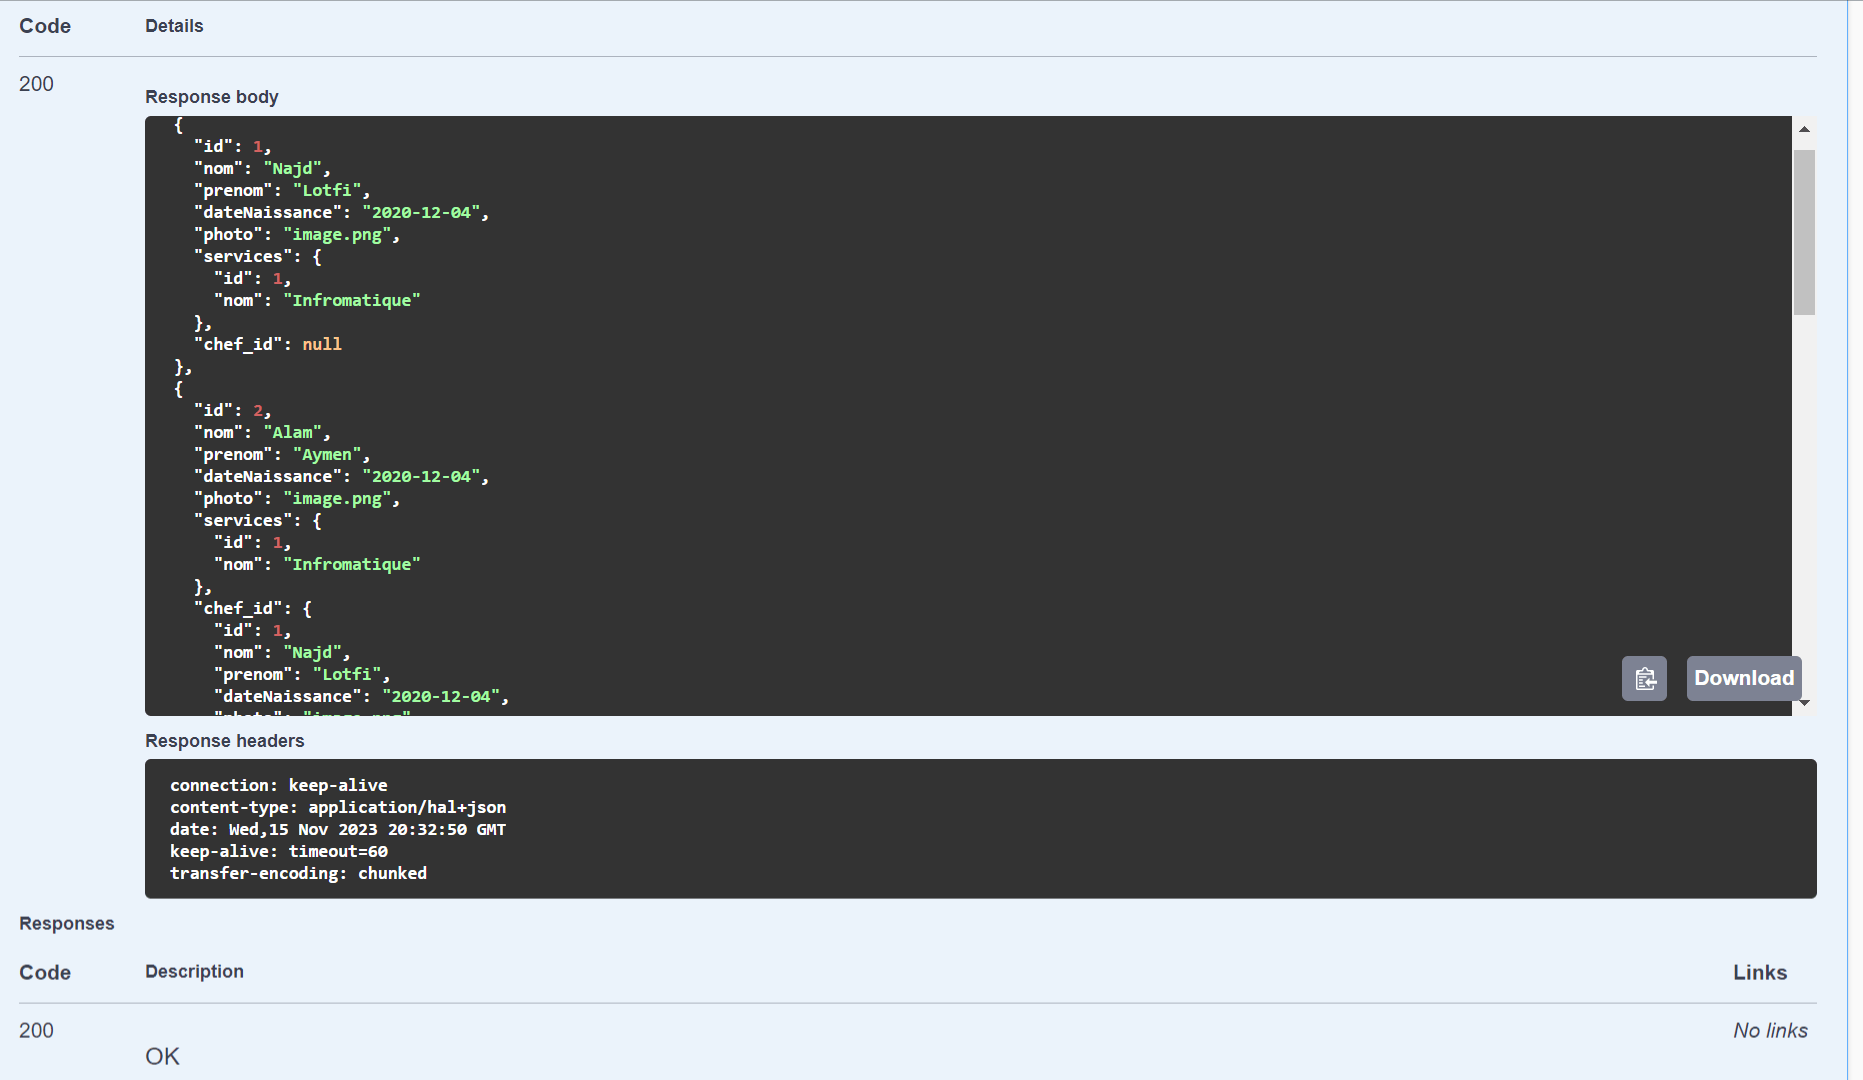 Code Details
200
Response body
{
"id": 1,
"nom": "Najd",
"prenom": "Lotfi",
"dateNaissance": "2020-12-04",
"photo": "image.png",
"services": {
"id": 1,
"nom": "Infromatique"
},
"chef_id": null
},
{
"id": 2,
"nom": "Alam",
"prenom": "Aymen",
"dateNaissance": "2020-12-04",
"photo": "image.png",
"services": {
"id": 1,
"nom": "Infromatique"
},
"chef_id": {
"id": 1,
"nom": "Najd",
"prenom": "Lotfi",
"dateNaissance": "2020-12-04",
Download
Response headers
connection: keep-alive
content-type: application/hal+json
date: Wed,15 Nov 2023 20:32:50 GMT
keep-alive: timeout=60
transfer-encoding: chunked
Responses
Code Description Links
200 No links
OK